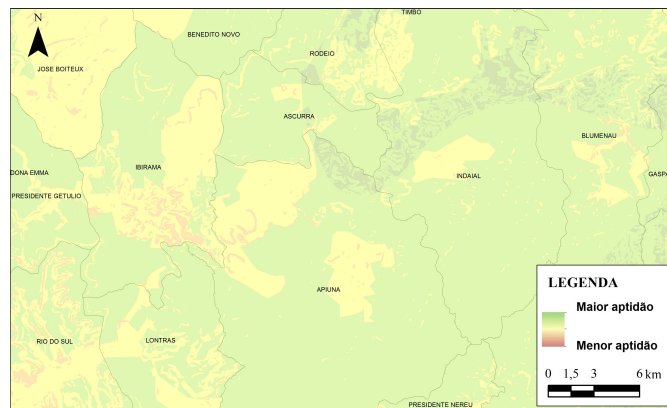 TIMBO
N
BENEDITO NOVO
RODEIO
JOSE BOITEUX
ASCURRA
BLUMENAU
IBIRAMA
DONA EMMA
INDAIAL
GASPA
PRESIDENTE GETULIO
LEGENDA
Maior aptidão
Menor aptidão
APIUNA
RIO DO SUL
LONTRAS
0 1,5 3 6 km
PRESIDENTE NEREU